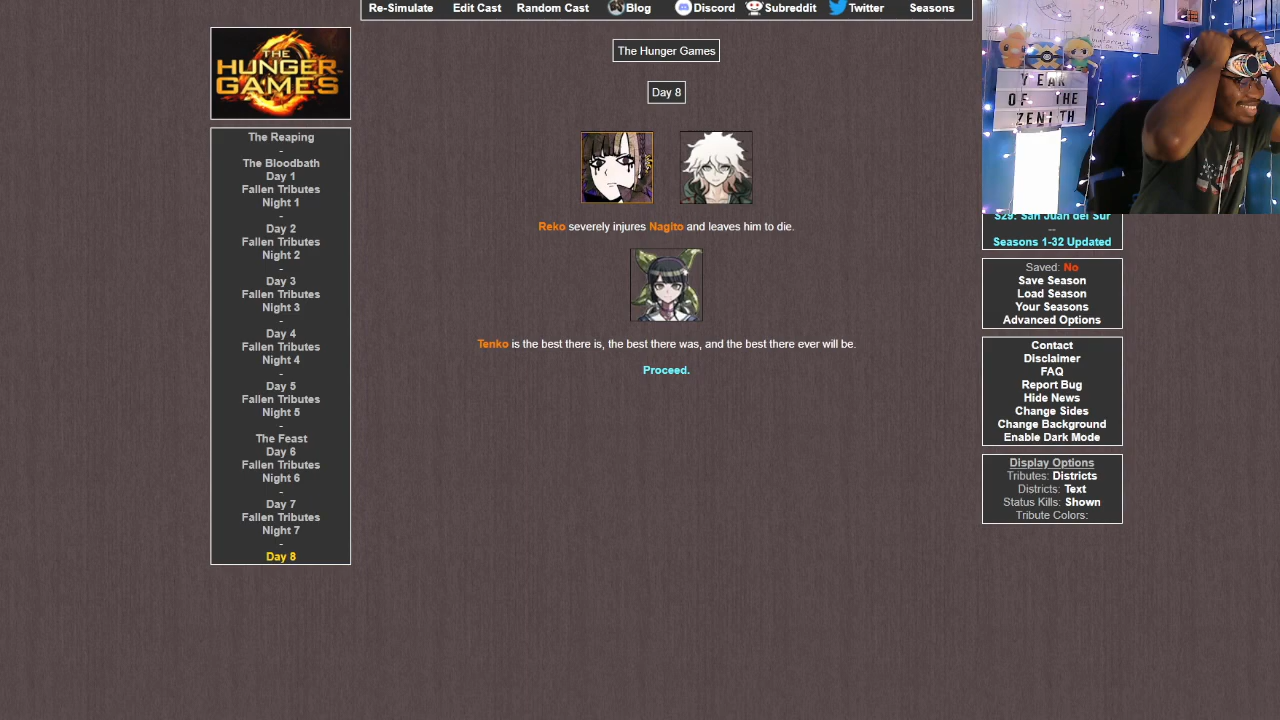 Re-Simulate Edit Cast Random Cast Blog Discord Subreddit Twitter Seasons
THE
HUNGER
GAMES
The Reaping
-
The Bloodbath
Day 1
Fallen Tributes
Night 1
-
Day 2
Fallen Tributes
Night 2
-
Day 3
Fallen Tributes
Night 3
-
Day 4
Fallen Tributes
Night 4
-
Day 5
Fallen Tributes
Night 5
-
The Feast
Day 6
Fallen Tributes
Night 6
-
Day 7
Fallen Tributes
Night 7
-
Day 8
The Hunger Games
Day 8
Reko severely injures Nagito and leaves him to die.
Tenko is the best there is, the best there was, and the best there ever will be.
Proceed.
YEAR
OF THE
ZENITH
S29: San Juan del Sur
--
Seasons 1-32 Updated
Saved: No
Save Season
Load Season
Your Seasons
Advanced Options
Contact
Disclaimer
FAQ
Report Bug
Hide News
Change Sides
Change Background
Enable Dark Mode
Display Options
Tributes: Districts
Districts: Text
Status Kills: Shown
Tribute Colors: